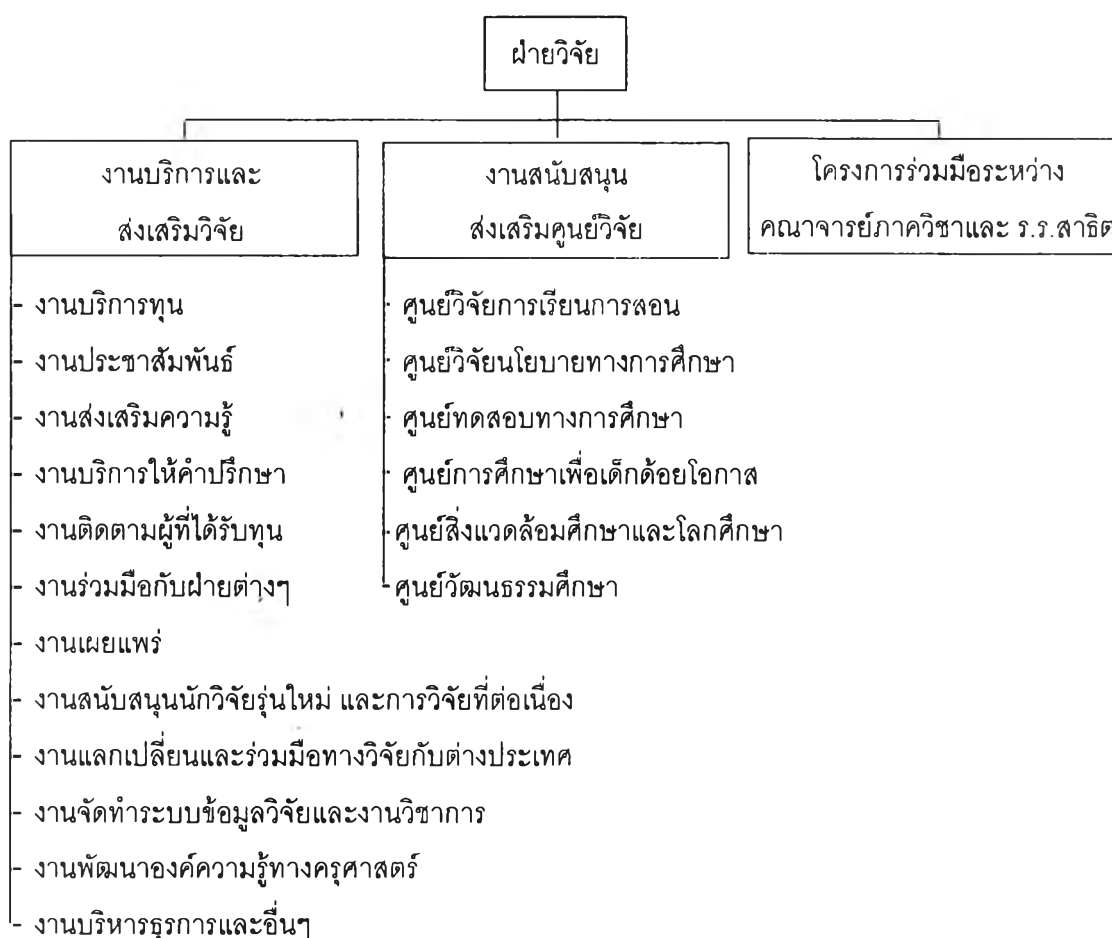 ฝ่ายวิจัย
งานบริการและ
ส่งเสริมวิจัย
งานสนับสนุน
ส่งเสริมศูนย์วิจัย
โครงการร่วมมือระหว่าง
คณาจารย์ภาควิชาและ ร.ร.สาธิต
- งานบริการทุน
- งานประชาสัมพันธ์
- งานส่งเสริมความรู้
- งานบริการให้คำปรึกษา
- งานติดตามผู้ที่ได้รับทุน
- งานร่วมมือกับฝ่ายต่างๆ
- งานเผยแพร่
- งานสนับสนุนนักวิจัยรุ่นใหม่ และการวิจัยที่ต่อเนื่อง
- งานแลกเปลี่ยนและร่วมมือทางวิจัยกับต่างประเทศ
- งานจัดทำระบบข้อมูลวิจัยและงานวิชาการ
- งานพัฒนาองค์ความรู้ทางครุศาสตร์
- งานบริหารธุรการและอื่นๆ
- ศูนย์วิจัยการเรียนการสอน
- ศูนย์วิจัยนโยบายทางการศึกษา
- ศูนย์ทดสอบทางการศึกษา
- ศูนย์การศึกษาเพื่อเด็กด้อยโอกาส
- ศูนย์สิ่งแวดล้อมศึกษาและโลกศึกษา
- ศูนย์วัฒนธรรมศึกษา